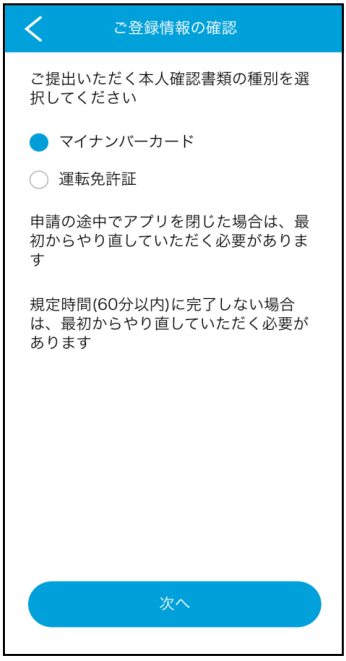 ご登録情報の確認
ご提出いただく本人確認書類の種別を選
択してください
マイナンバーカード
運転免許証
申請の途中でアプリを閉じた場合は、最
初からやり直していただく必要がありま
す
規定時間(60分以内)に完了しない場合
は、最初からやり直していただく必要が
あります
次へ